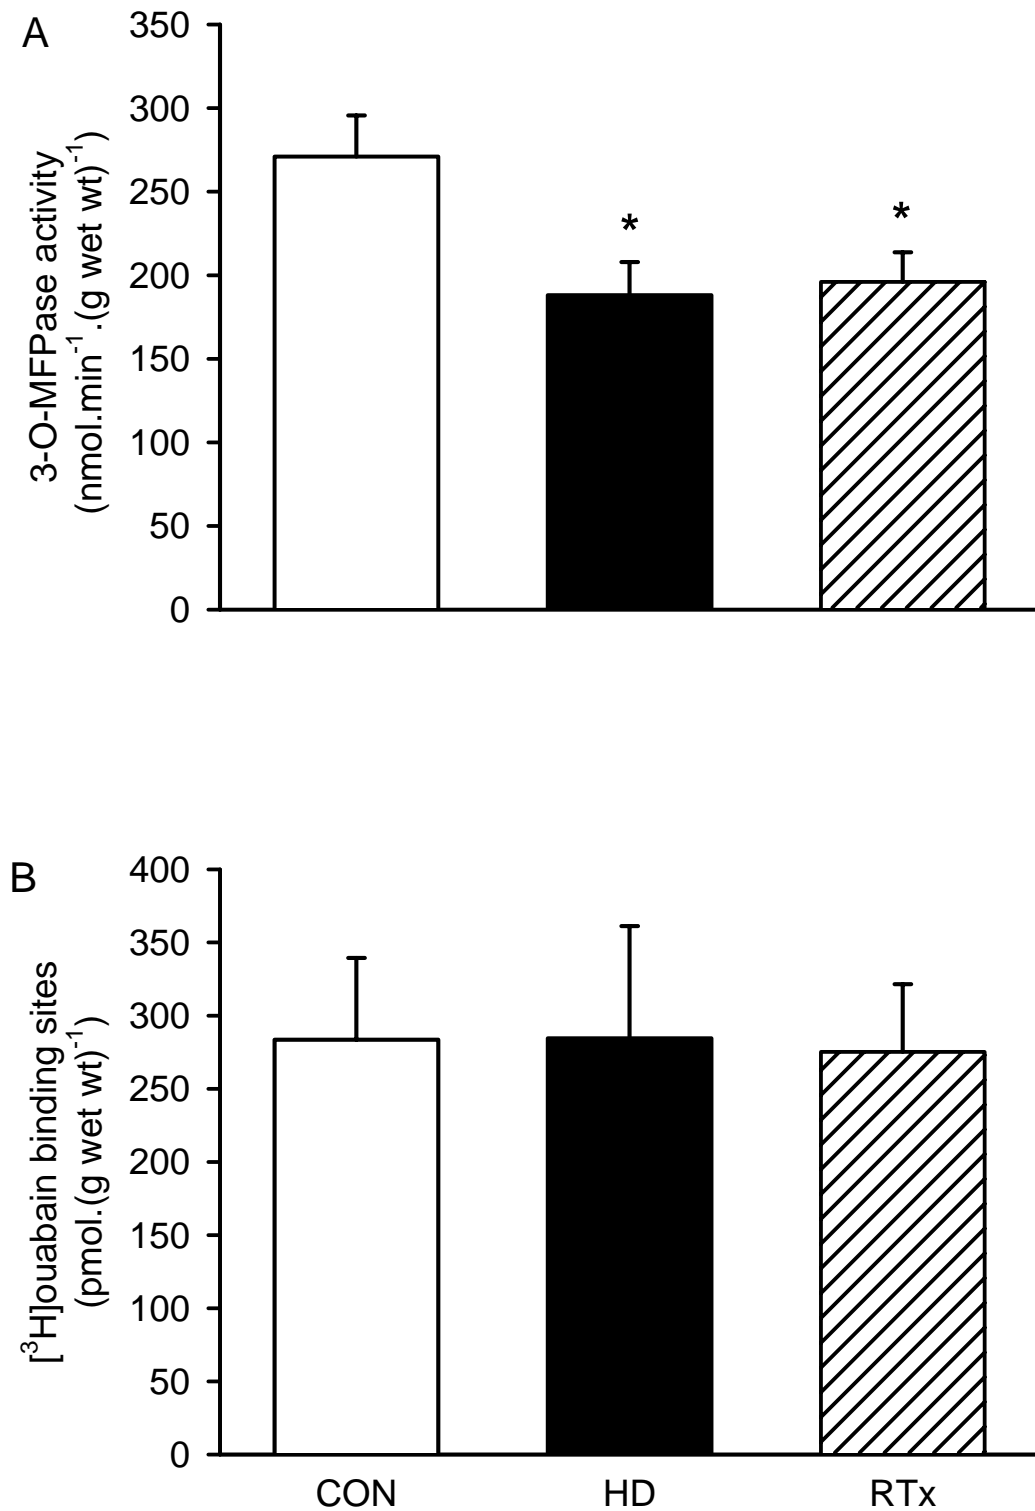 A
3-O-MFPase activity
(nmol.min⁻¹ .(g wet wt)⁻¹)
350
300
250
200
150
100
50
0
*
*
B
[³H]ouabain binding sites
(pmol.(g wet wt)⁻¹)
400
350
300
250
200
150
100
50
0
CON HD RTx